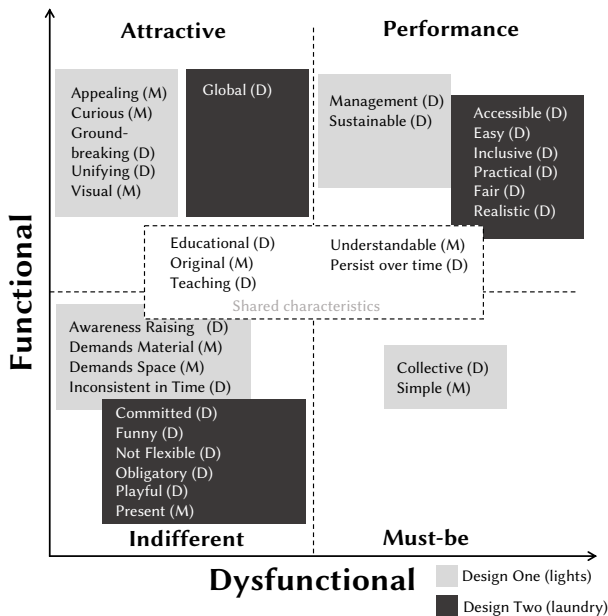 Attractive
Performance
Appealing (M)
Curious (M)
Ground-
breaking (D)
Unifying (D)
Visual (M)
Global (D)
Management (D)
Sustainable (D)
Accessible (D)
Easy (D)
Inclusive (D)
Practical (D)
Fair (D)
Realistic (D)
Functional
Educational (D)
Original (M)
Teaching (D)
Understandable (M)
Persist over time (D)
Shared characteristics
Awareness Raising (D)
Demands Material (M)
Demands Space (M)
Inconsistent in Time (D)
Collective (D)
Simple (M)
Committed (D)
Funny (D)
Not Flexible (D)
Obligatory (D)
Playful (D)
Present (M)
Indifferent
Must-be
Dysfunctional
Design One (lights)
Design Two (laundry)